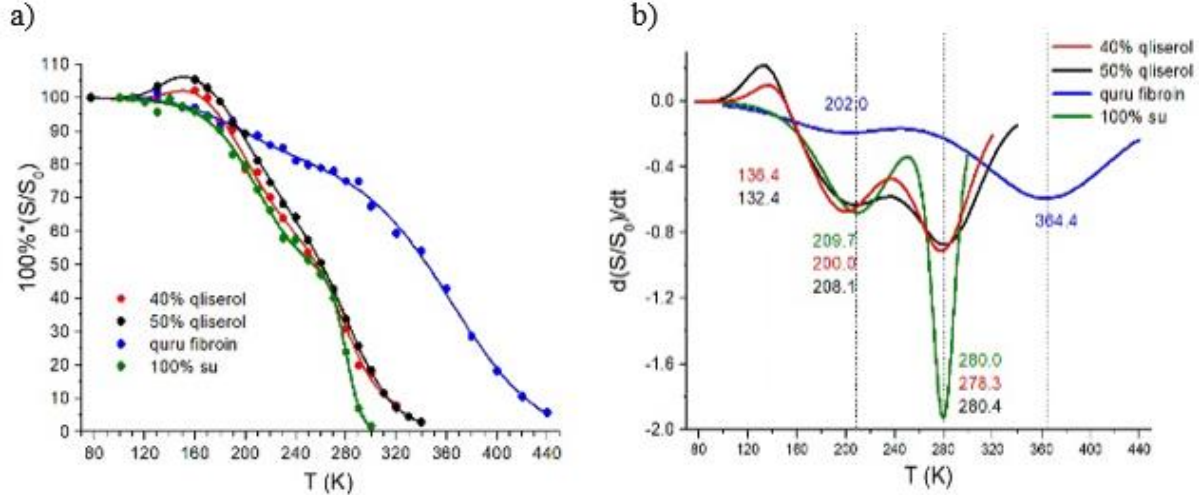 a)
100%*(S/S₀)
110
100
90
80
70
60
50
40
30
20
10
0
40% qliserol
50% qliserol
quru fibroin
100% su
80 120 160 200 240 280 320 360 400 440
T (K)
b)
d(S/S₀)/dt
0.0
-0.4
-0.8
-1.2
-1.6
-2.0
40% qliserol
50% qliserol
quru fibroin
100% su
202.0
136.4
132.4
209.7
200.0
208.1
364.4
280.0
278.3
280.4
80 120 160 200 240 280 320 360 400 440
T (K)